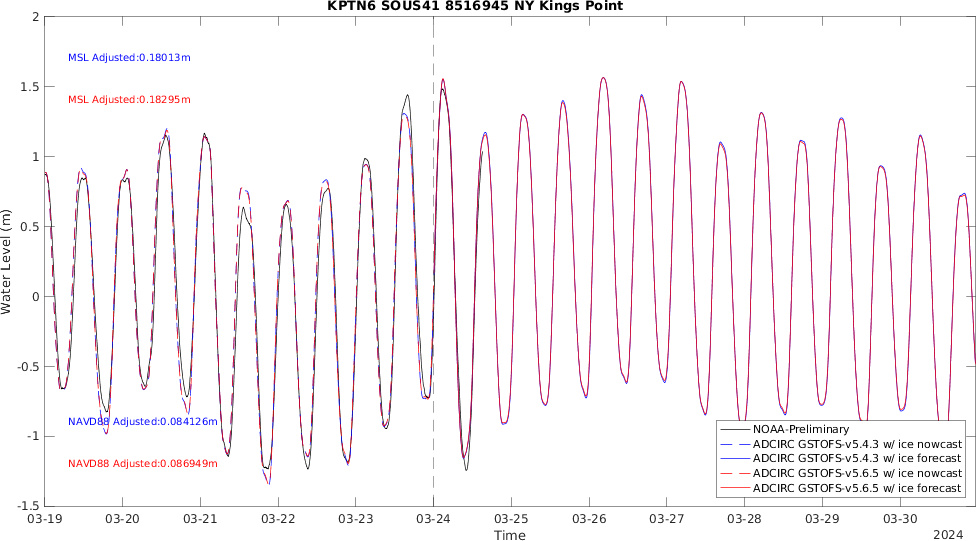 KPTN6 SOUS41 8516945 NY Kings Point
2
1.5
1
0.5
0
-0.5
-1
-1.5
Water Level (m)
MSL Adjusted:0.18013m
MSL Adjusted:0.18295m
NAVD88 Adjusted:0.084126m
NAVD88 Adjusted:0.086949m
NOAA-Preliminary
ADCIRC GSTOFS-v5.4.3 w/ ice nowcast
ADCIRC GSTOFS-v5.4.3 w/ ice forecast
ADCIRC GSTOFS-v5.6.5 w/ ice nowcast
ADCIRC GSTOFS-v5.6.5 w/ ice forecast
03-19 03-20 03-21 03-22 03-23 03-24 03-25 03-26 03-27 03-28 03-29 03-30
Time
2024